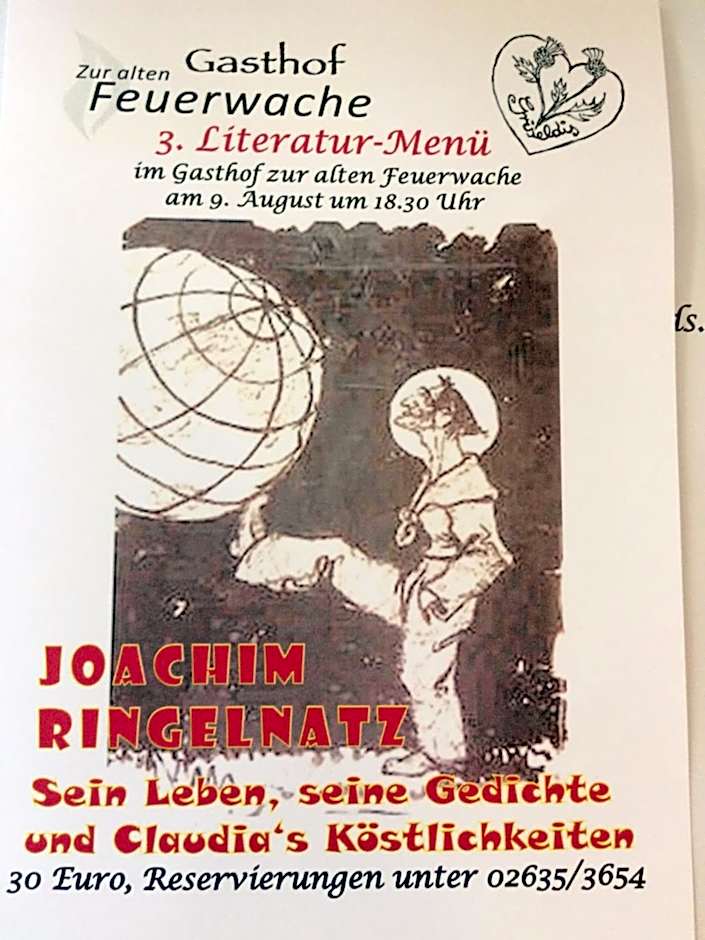 Gasthof
Zur alten
Feuerwache
3. Literatur-Menü
im Gasthof zur alten Feuerwache
am 9. August um 18.30 Uhr
ds.
JOACHIM
RINGELNATZ
Sein Leben, seine Gedichte
und Claudia's Köstlichkeiten
30 Euro, Reservierungen unter 02635/3654